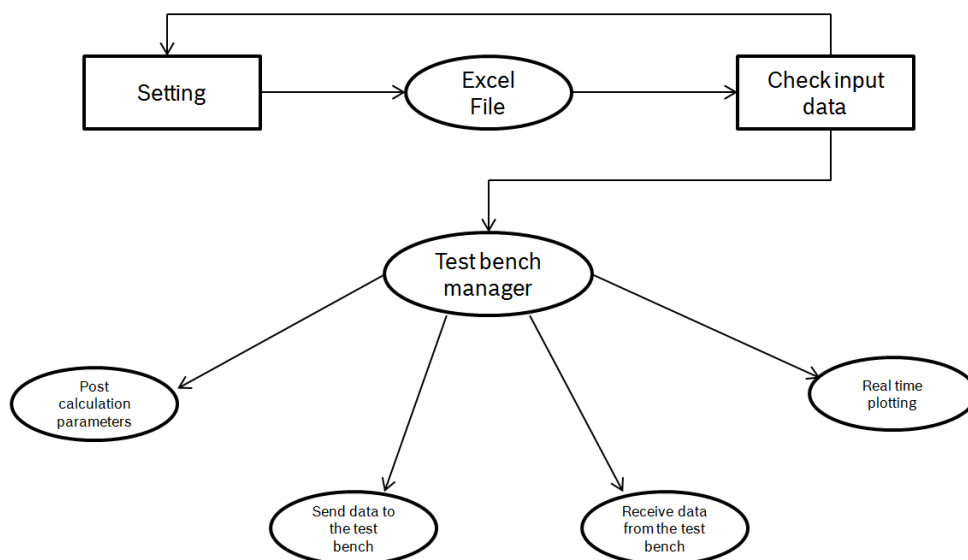 Setting
Excel
File
Check input
data
Test bench
manager
Post
calculation
parameters
Real time
plotting
Send data to
the test
bench
Receive data
from the test
bench